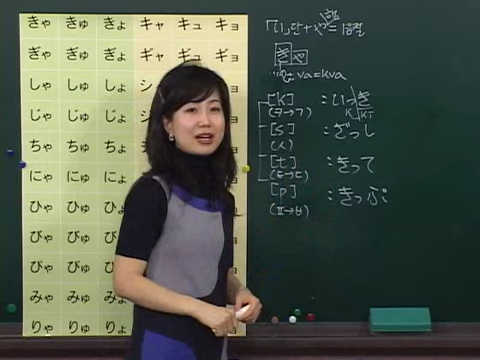 きゃ きゅ きょ キャ キュ キョ
ぎゃ ぎゅ ぎょ ギャ ギュ ギョ
しゃ しゅ しょ
じゃ じゅ じょ
ちゃ ちゅ ちょ
にゃ にゅ にょ
ひゃ ひゅ ひょ
びゃ びゅ びょ
ぴゃ ぴゅ ぴょ
みゃ みゅ みょ
りゃ りゅ りょ
きや
[K] : いっき
(ㅋ→ㄱ) K KI
[S] : ざっし
(ㅅ)
[t] : きって
(ㅌ→ㄷ)
[p] : きっぷ
(ㅍ→ㅂ)